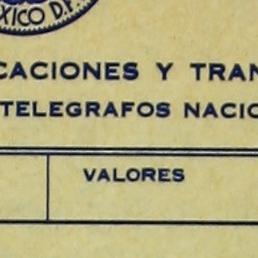 XICO D.F.
CACIONES Y TRAN
TELEGRAFOS NACIO
VALORES